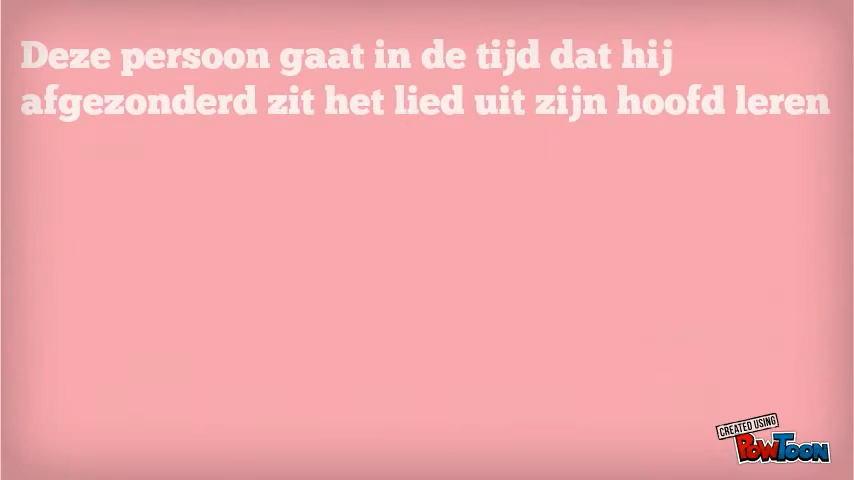 Deze persoon gaat in de tijd dat hij
afgezonderd zit het lied uit zijn hoofd leren
CREATED USING
POWTOON